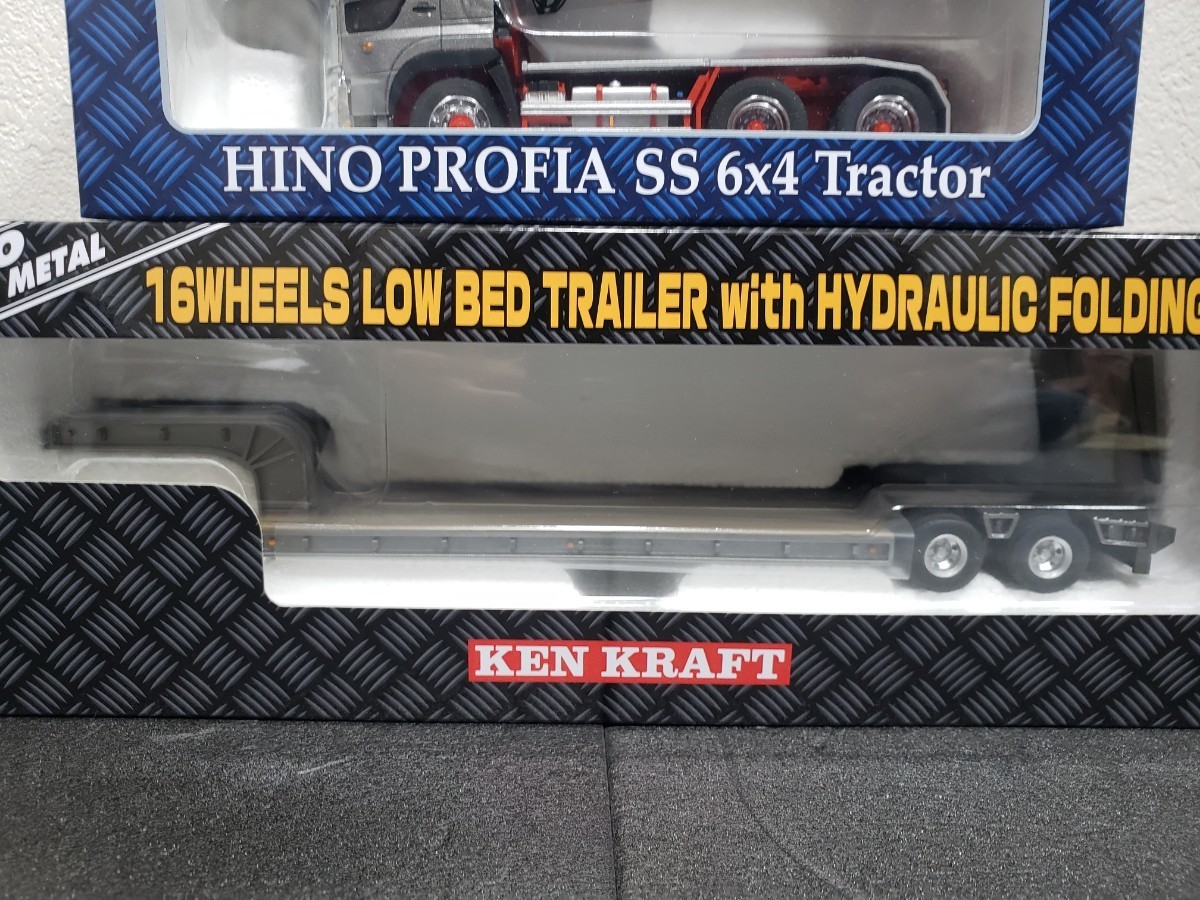 HINO PROFIA SS 6x4 Tractor
METAL
16WHEELS LOW BED TRAILER with HYDRAULIC FOLDING
KEN KRAFT